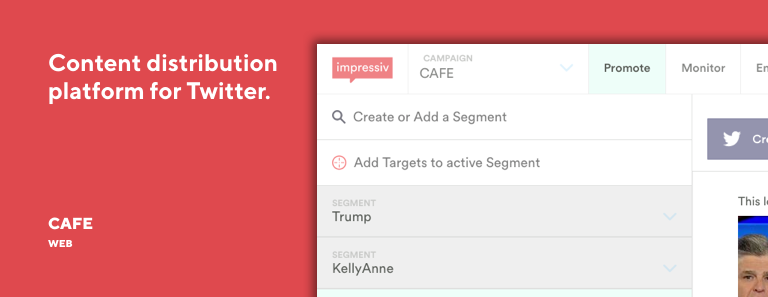 Content distribution
platform for Twitter.
CAFE
WEB
impressiv
CAMPAIGN
CAFE
Promote
Monitor
En
Create or Add a Segment
Add Targets to active Segment
SEGMENT
Trump
SEGMENT
KellyAnne
Cre
This l